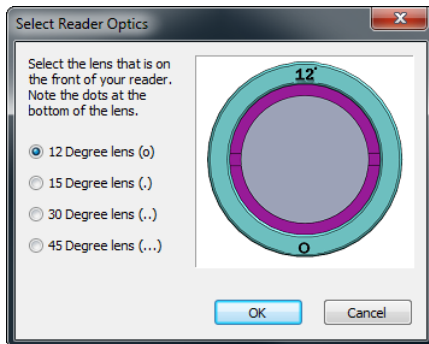 Select Reader Optics
Select the lens that is on
the front of your reader.
Note the dots at the
bottom of the lens.
12 Degree lens (o)
15 Degree lens (.)
30 Degree lens (..)
45 Degree lens (...)
12°
O
OK
Cancel